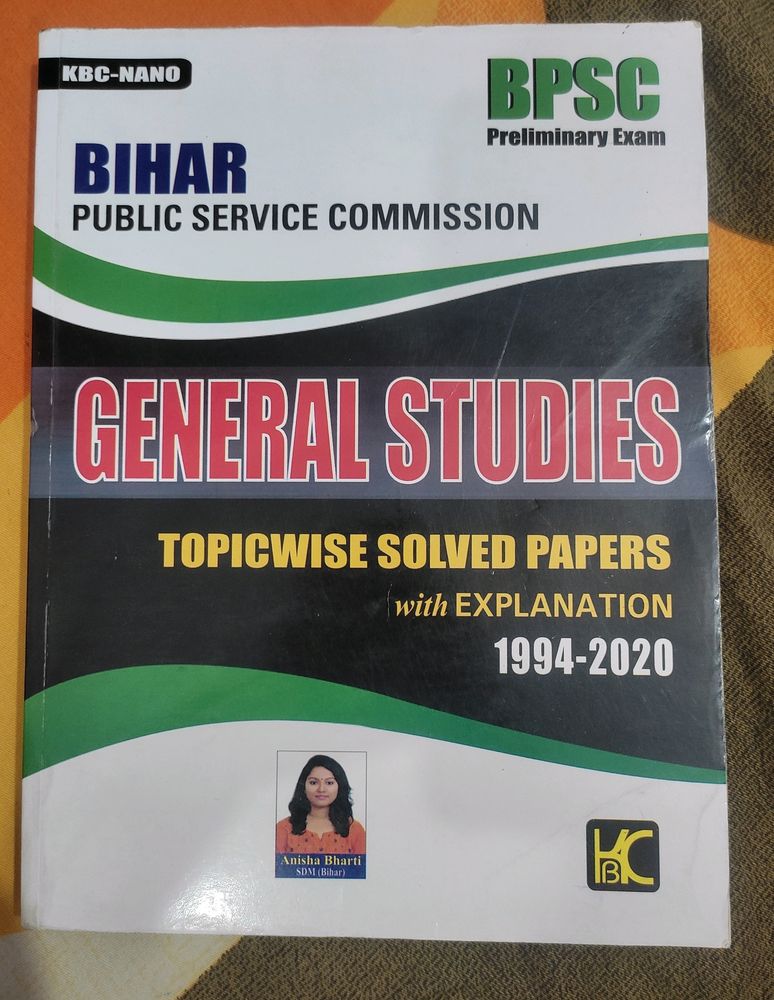 KBC-NANO
BPSC
Preliminary Exam
BIHAR
PUBLIC SERVICE COMMISSION
GENERAL STUDIES
TOPICWISE SOLVED PAPERS
with EXPLANATION
1994-2020
Anisha Bharti
SDM (Bihar)
KBC